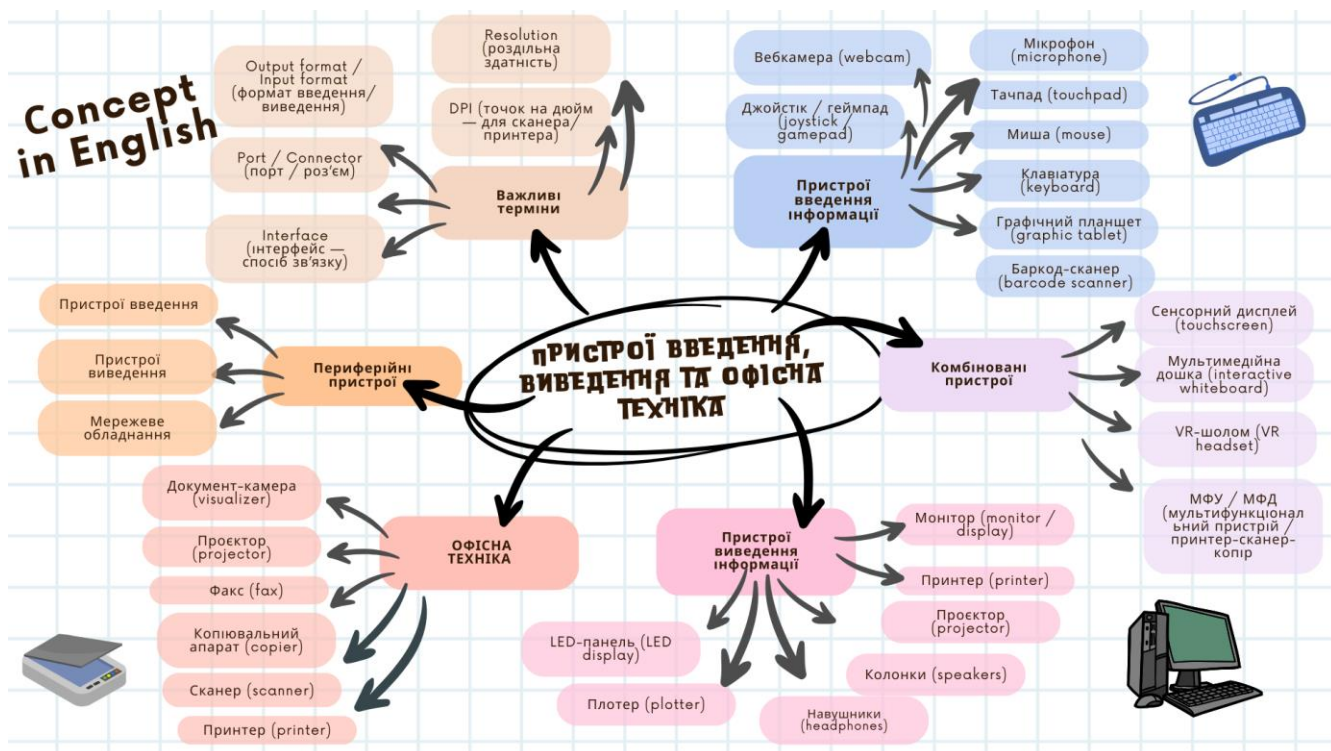 Concept
in English
Output format /
Input format
(формат введення/
виведення)
Resolution
(роздільна
здатність)
DPI (точок на дюйм
— для сканера/
принтера)
Port / Connector
(порт / роз’єм)
Interface
(інтерфейс —
спосіб зв’язку)
Важливі
терміни
Вебкамера (webcam)
Джойстік / геймпад
(joystick /
gamepad)
Мікрофон
(microphone)
Тачпад (touchpad)
Миша (mouse)
Клавіатура
(keyboard)
Графічний планшет
(graphic tablet)
Баркод-сканер
(barcode scanner)
Пристрої
введення
інформації
Пристрої введення
Пристрої
виведення
Мережеве
обладнання
Периферійні
пристрої
ПРИСТРОЇ ВВЕДЕННЯ,
ВИВЕДЕННЯ ТА ОФІСНА
ТЕХНІКА
Комбіновані
пристрої
Сенсорний дисплей
(touchscreen)
Мультимедійна
дошка (interactive
whiteboard)
VR-шолом (VR
headset)
МФУ / МФД
(мультифункціонал
ьний пристрій /
принтер-сканер-
копір
Документ-камера
(visualizer)
Проєктор
(projector)
Факс (fax)
Копіювальний
апарат (copier)
Сканер (scanner)
Принтер (printer)
ОФІСНА
ТЕХНІКА
Пристрої
виведення
інформації
Монітор (monitor /
display)
Принтер (printer)
Проєктор
(projector)
Колонки (speakers)
Навушники
(headphones)
LED-панель (LED
display)
Плотер (plotter)